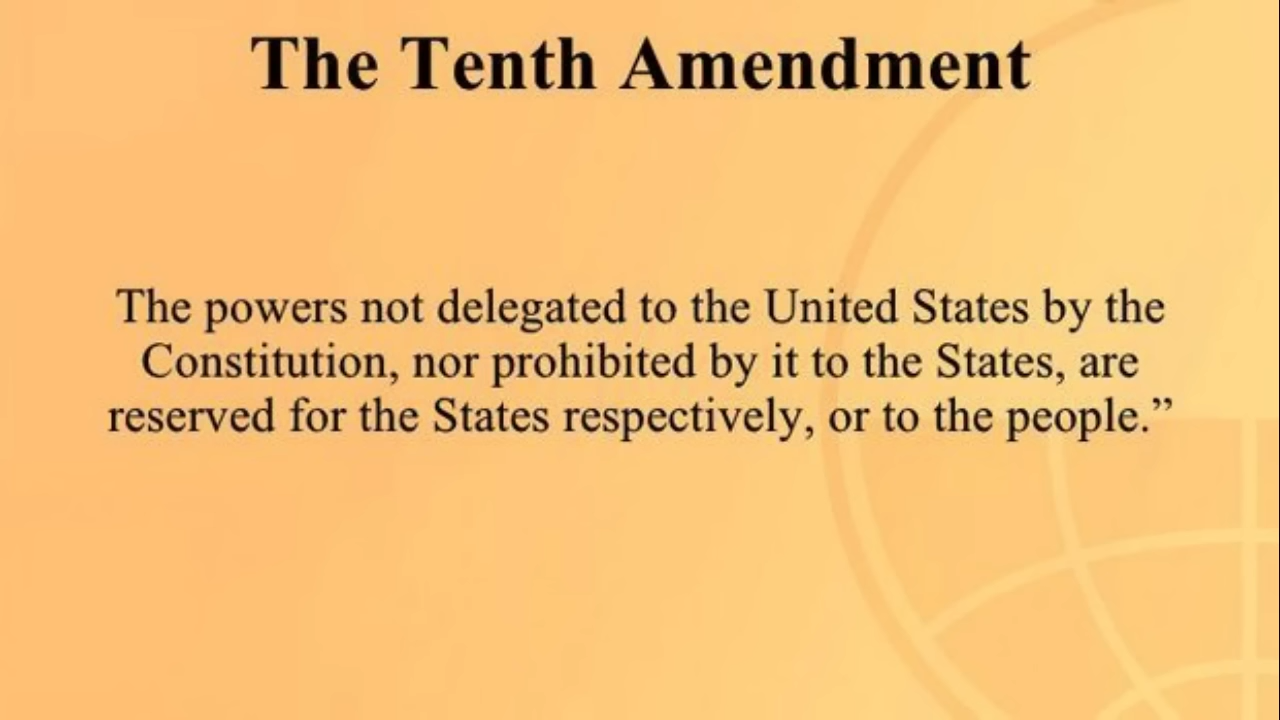 The Tenth Amendment
The powers not delegated to the United States by the
Constitution, nor prohibited by it to the States, are
reserved for the States respectively, or to the people.”